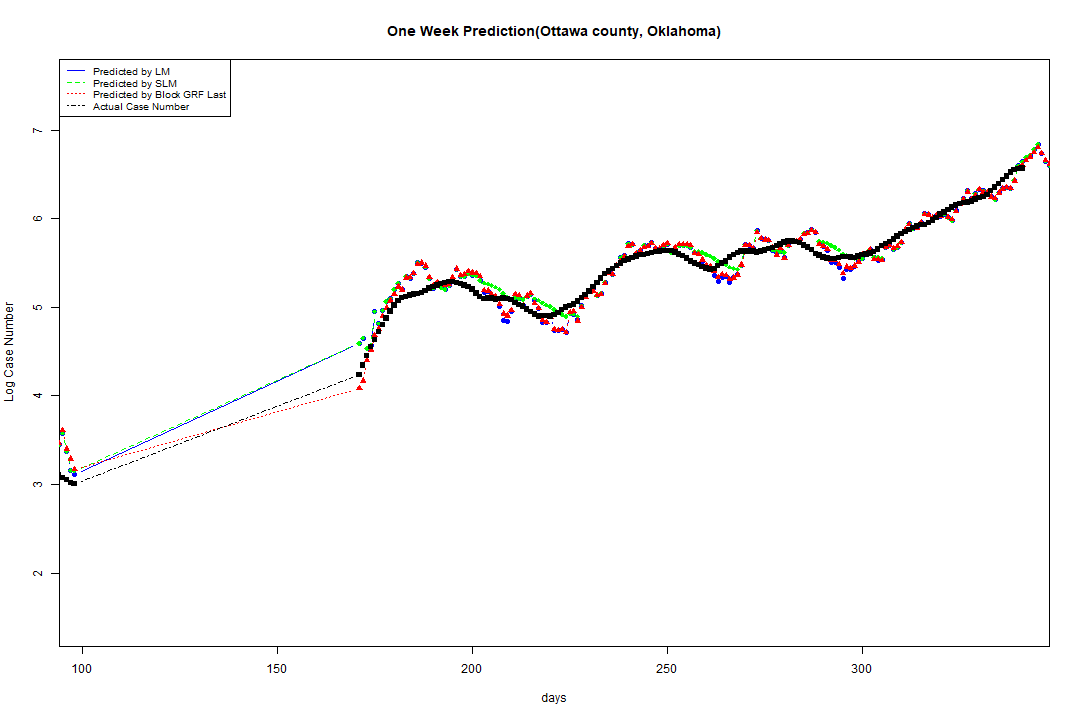 One Week Prediction(Ottawa county, Oklahoma)
Predicted by LM
Predicted by SLM
Predicted by Block GRF Last
Actual Case Number
7
6
5
4
3
2
Log Case Number
100 150 200 250 300
days